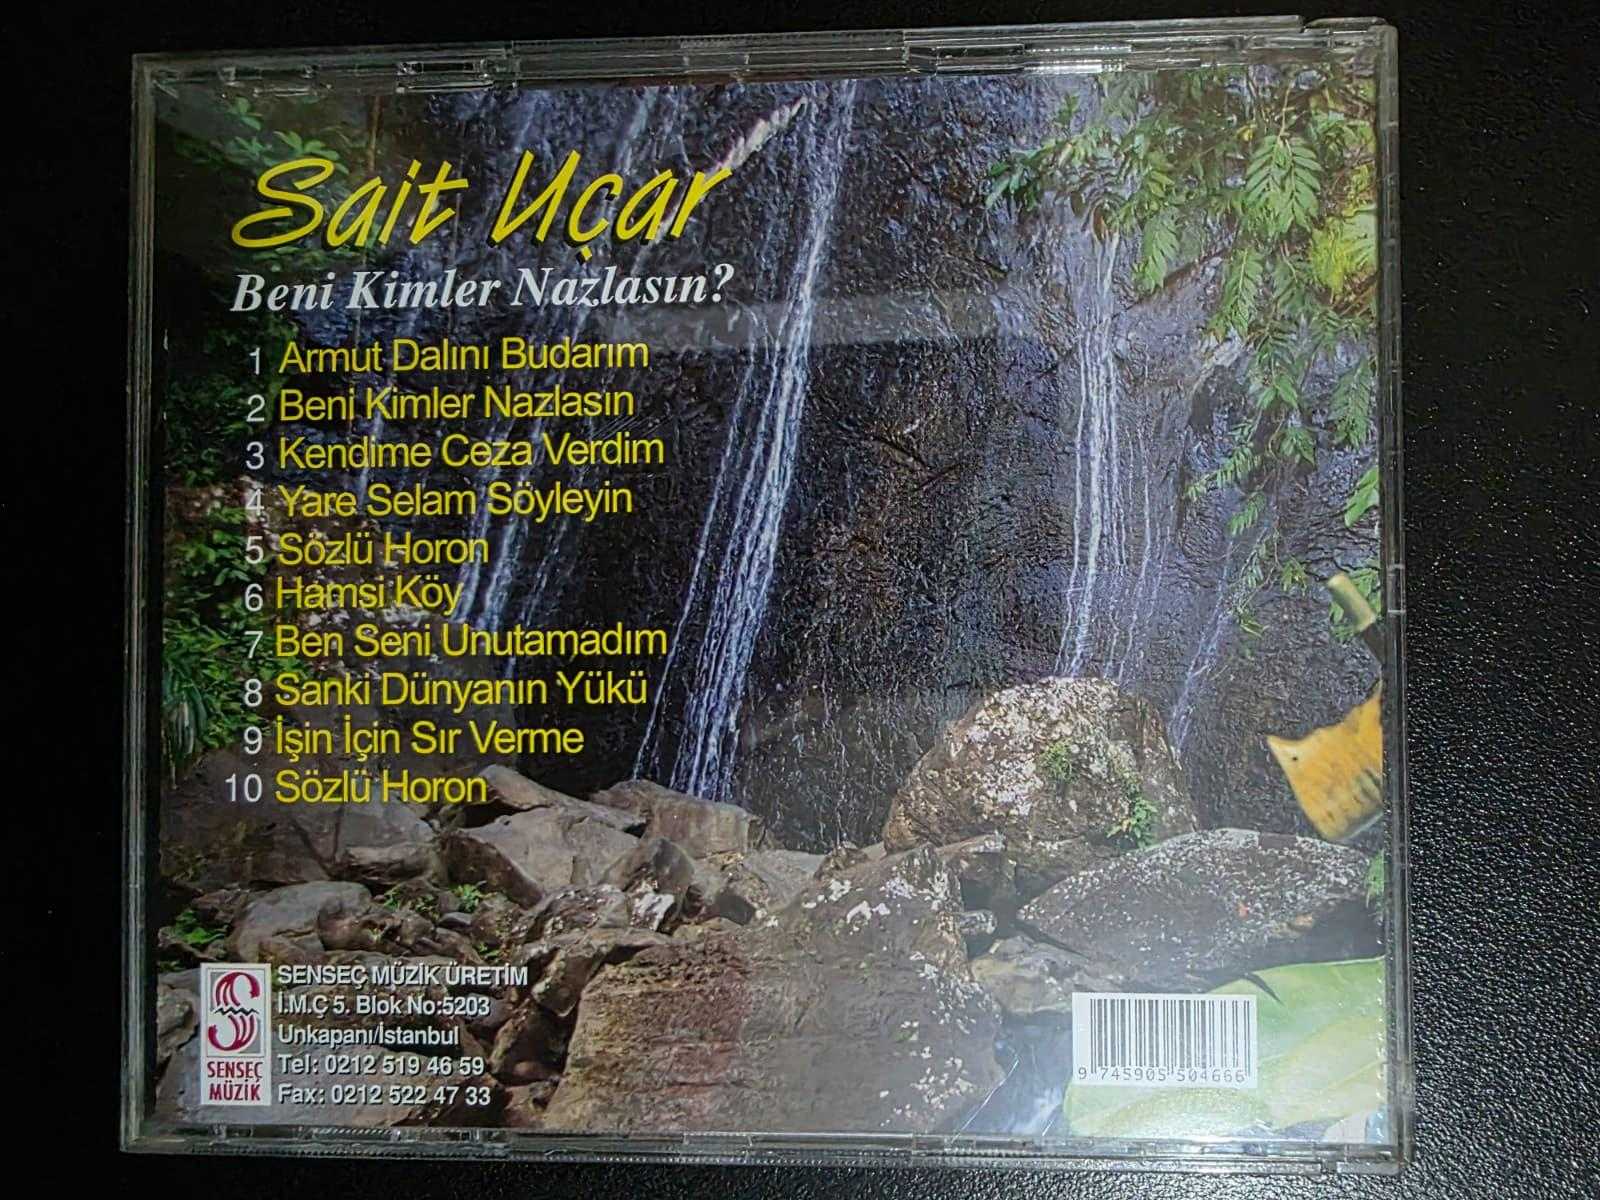 Sait Uçar
Beni Kimler Nazlasın?
1 Armut Dalını Budarım
2 Beni Kimler Nazlasın
3 Kendime Ceza Verdim
4 Yare Selam Söyleyin
5 Sözlü Horon
6 Hamsi Köy
7 Ben Seni Unutamadım
8 Sanki Dünyanın Yükü
9 İşin İçin Sır Verme
10 Sözlü Horon
SENSEÇ MÜZİK
SENSEÇ MÜZİK ÜRETİM
İ.M.Ç 5. Blok No:5203
Unkapanı/İstanbul
Tel: 0212 519 46 59
Fax: 0212 522 47 33
9 745905 504666